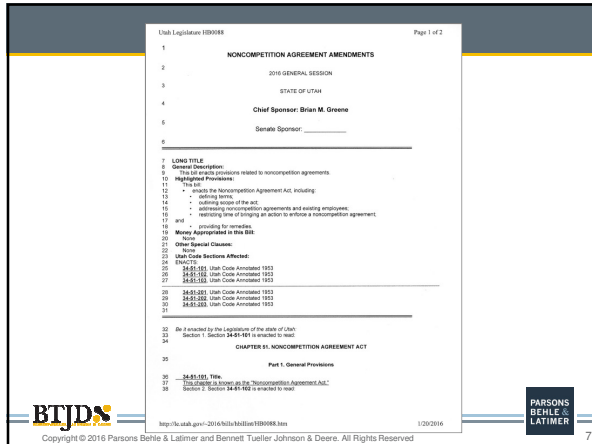 Utah Legislature HB0088 Page 1 of 2
1
NONCOMPETITION AGREEMENT AMENDMENTS
2
2016 GENERAL SESSION
3
STATE OF UTAH
4
Chief Sponsor: Brian M. Greene
5
Senate Sponsor: ____________
6
7 LONG TITLE
8 General Description:
9 This bill enacts provisions related to noncompetition agreements.
10 Highlighted Provisions:
11 This bill:
12 • enacts the Noncompetition Agreement Act, including:
13 • defining terms;
14 • outlining scope of the act;
15 • addressing noncompetition agreements and existing employees;
16 • restricting time of bringing an action to enforce a noncompetition agreement;
17 and
18 • providing for remedies.
19 Money Appropriated in this Bill:
20 None
21 Other Special Clauses:
22 None
23 Utah Code Sections Affected:
24 ENACTS:
25 34-51-101, Utah Code Annotated 1953
26 34-51-102, Utah Code Annotated 1953
27 34-51-103, Utah Code Annotated 1953
28 34-51-201, Utah Code Annotated 1953
29 34-51-202, Utah Code Annotated 1953
30 34-51-203, Utah Code Annotated 1953
31
32 Be it enacted by the Legislature of the state of Utah:
33 Section 1. Section 34-51-101 is enacted to read:
34
CHAPTER 51. NONCOMPETITION AGREEMENT ACT
35
Part 1. General Provisions
36 34-51-101. Title.
37 This chapter is known as the "Noncompetition Agreement Act."
38 Section 2. Section 34-51-102 is enacted to read:
http://le.utah.gov/~2016/bills/hbillint/HB0088.htm 1/20/2016
BTJD
PARSONS
BEHLE &
LATIMER
Copyright © 2016 Parsons Behle & Latimer and Bennett Tueller Johnson & Deere. All Rights Reserved 7